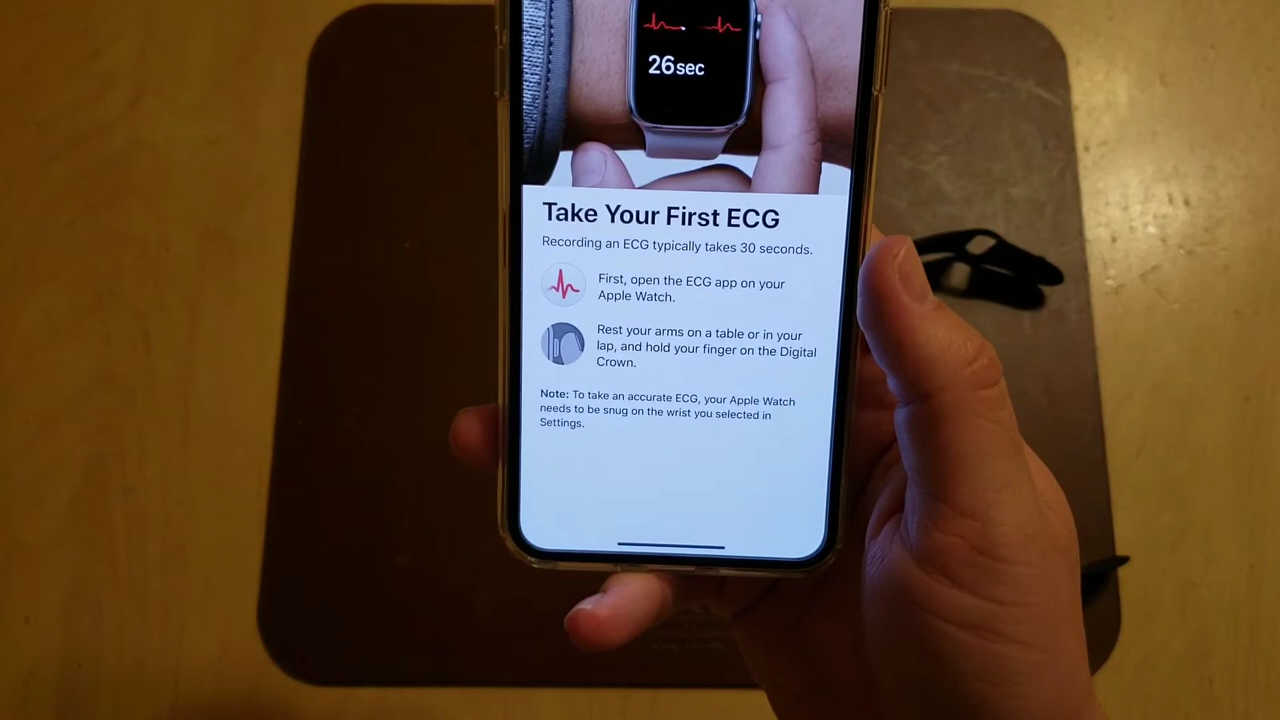 26sec
Take Your First ECG
Recording an ECG typically takes 30 seconds.
First, open the ECG app on your
Apple Watch.
Rest your arms on a table or in your
lap, and hold your finger on the Digital
Crown.
Note: To take an accurate ECG, your Apple Watch
needs to be snug on the wrist you selected in
Settings.